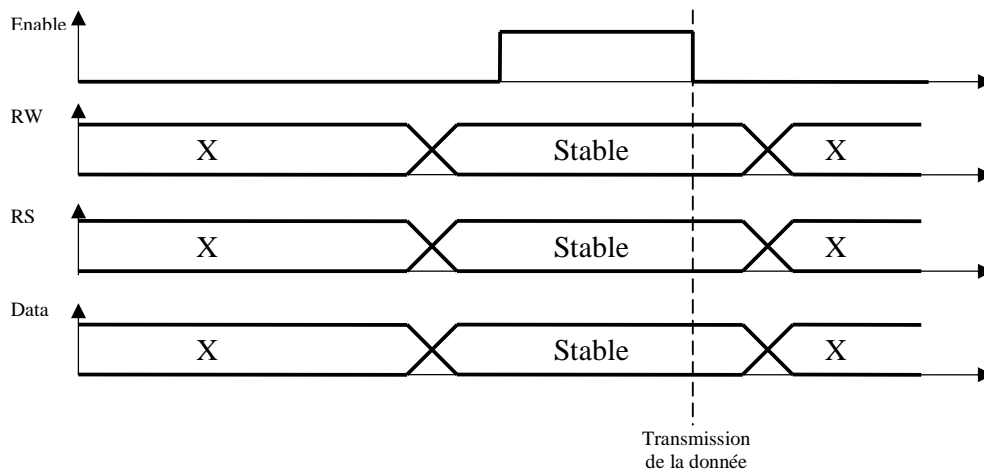 Enable
RW
X
Stable
X
RS
X
Stable
X
Data
X
Stable
X
Transmission
de la donnée